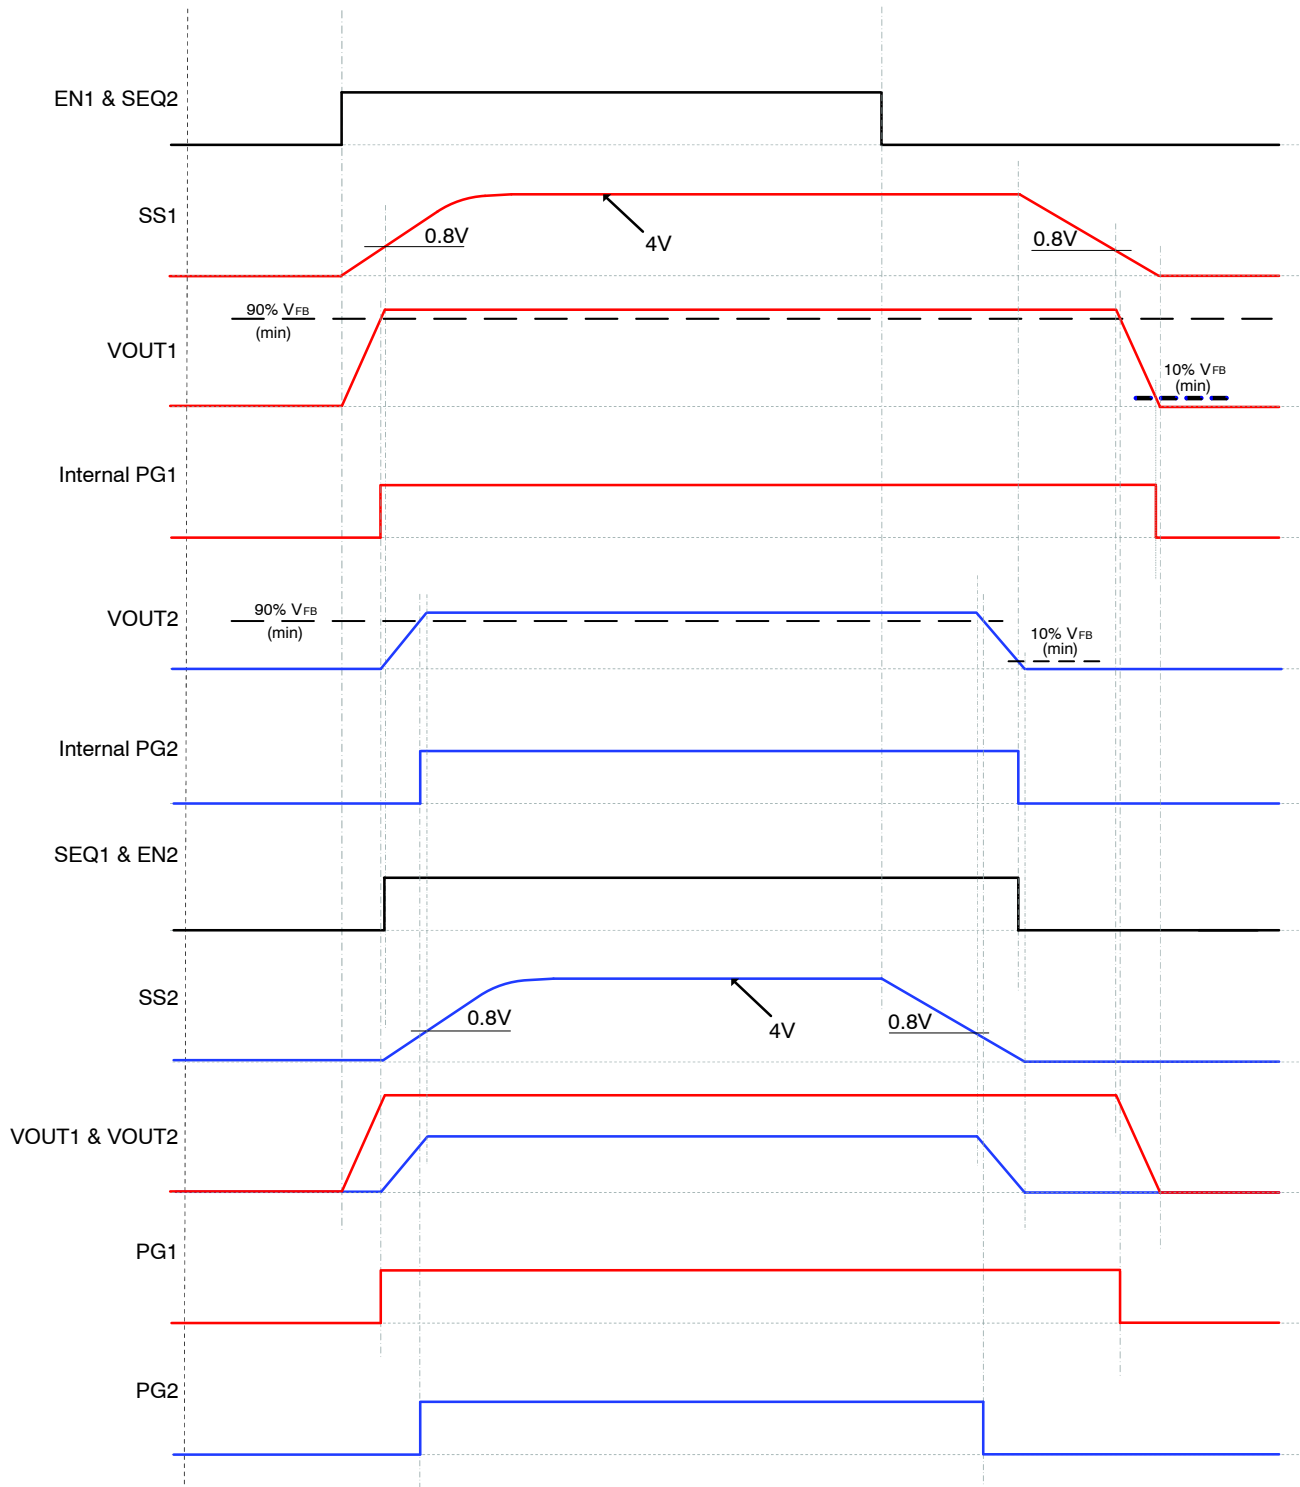 EN1 & SEQ2
SS1
0.8V
4V
0.8V
90% VFB
(min)
VOUT1
10% VFB
(min)
Internal PG1
VOUT2
90% VFB
(min)
10% VFB
(min)
Internal PG2
SEQ1 & EN2
SS2
0.8V
4V
0.8V
VOUT1 & VOUT2
PG1
PG2